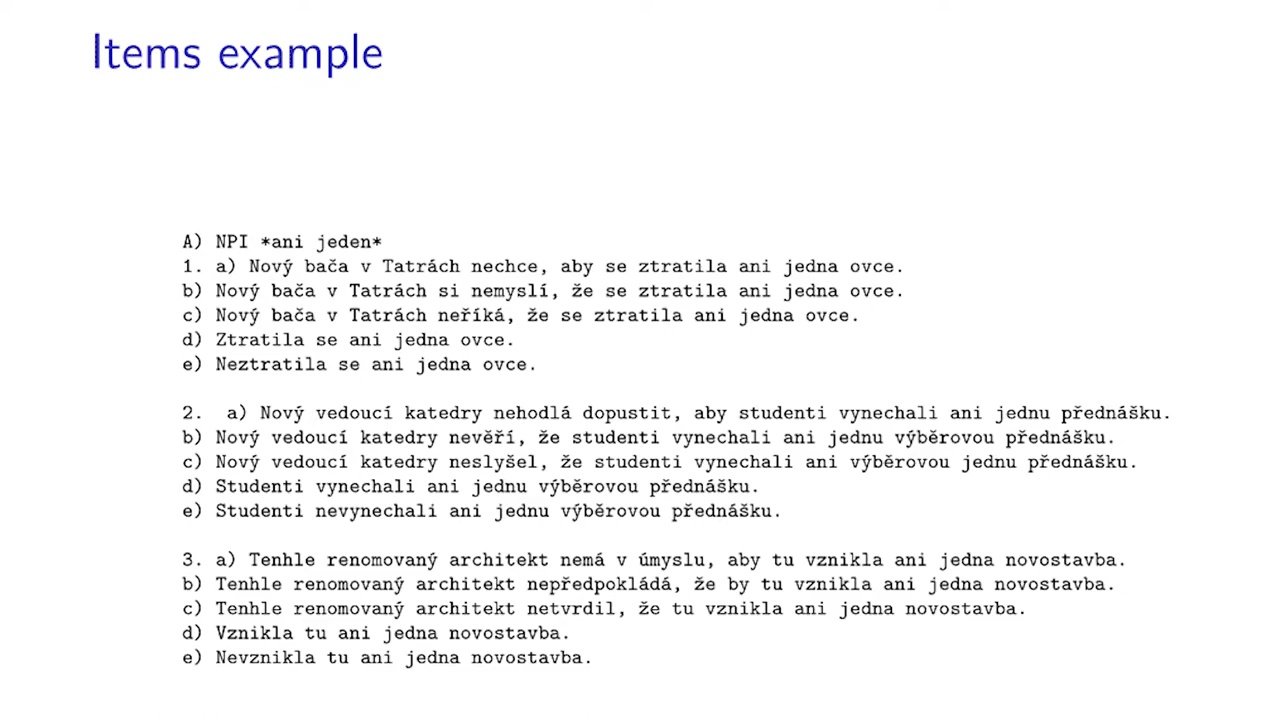 Items example
A) NPI *ani jeden*
1. a) Nový bača v Tatrách nechce, aby se ztratila ani jedna ovce.
b) Nový bača v Tatrách si nemyslí, že se ztratila ani jedna ovce.
c) Nový bača v Tatrách neříká, že se ztratila ani jedna ovce.
d) Ztratila se ani jedna ovce.
e) Neztratila se ani jedna ovce.
2. a) Nový vedoucí katedry nehodlá dopustit, aby studenti vynechali ani jednu přednášku.
b) Nový vedoucí katedry nevěří, že studenti vynechali ani jednu výběrovou přednášku.
c) Nový vedoucí katedry neslyšel, že studenti vynechali ani výběrovou jednu přednášku.
d) Studenti vynechali ani jednu výběrovou přednášku.
e) Studenti nevynechali ani jednu výběrovou přednášku.
3. a) Tenhle renomovaný architekt nemá v úmyslu, aby tu vznikla ani jedna novostavba.
b) Tenhle renomovaný architekt nepředpokládá, že by tu vznikla ani jedna novostavba.
c) Tenhle renomovaný architekt netvrdil, že tu vznikla ani jedna novostavba.
d) Vznikla tu ani jedna novostavba.
e) Nevznikla tu ani jedna novostavba.